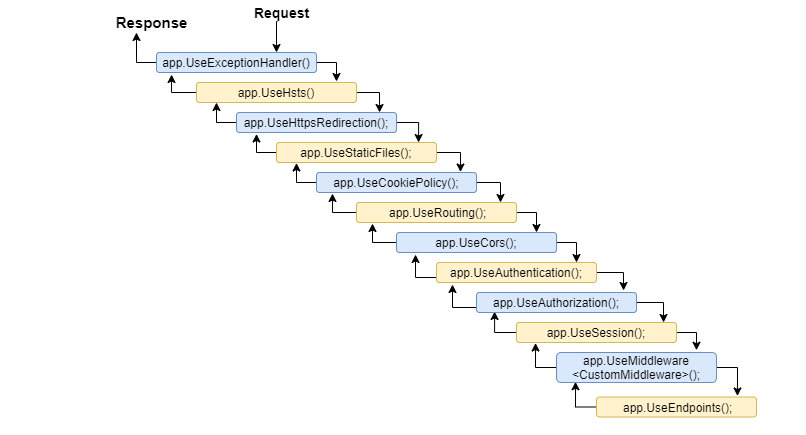 Response
Request
app.UseExceptionHandler()
app.UseHsts()
app.UseHttpsRedirection();
app.UseStaticFiles();
app.UseCookiePolicy();
app.UseRouting();
app.UseCors();
app.UseAuthentication();
app.UseAuthorization();
app.UseSession();
app.UseMiddleware
<CustomMiddleware>();
app.UseEndpoints();